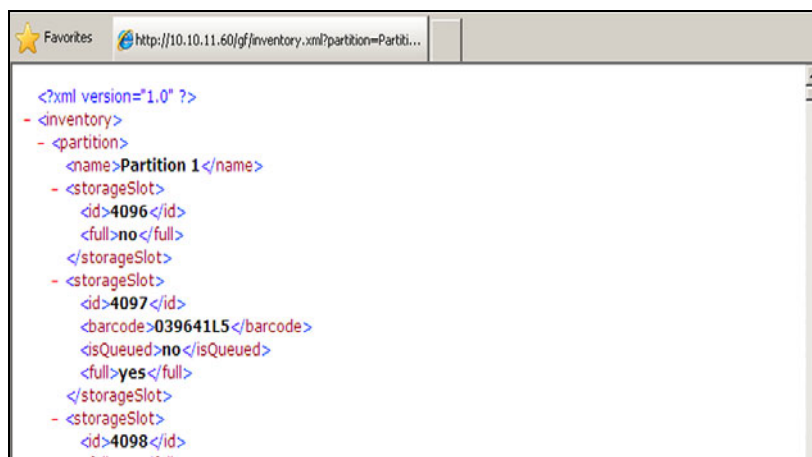 Favorites
http://10.10.11.60/gf/inventory.xml?partition=Partiti...
<?xml version="1.0" ?>
- <inventory>
- <partition>
<name>Partition 1</name>
- <storageSlot>
<id>4096</id>
<full>no</full>
</storageSlot>
- <storageSlot>
<id>4097</id>
<barcode>039641L5</barcode>
<isQueued>no</isQueued>
<full>yes</full>
</storageSlot>
- <storageSlot>
<id>4098</id>